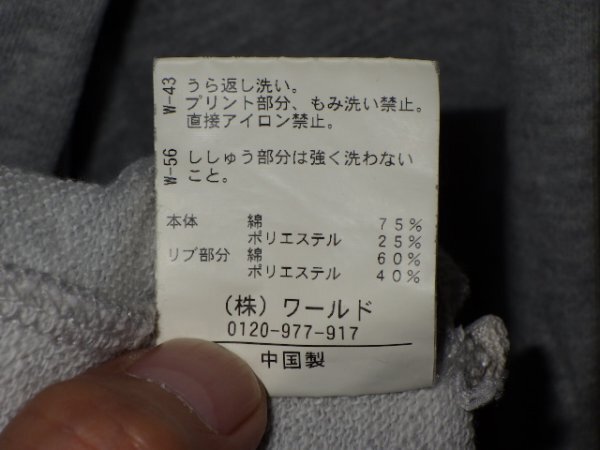 W-43 うら返し洗い。
プリント部分、もみ洗い禁止。
直接アイロン禁止。
W-56 ししゅう部分は強く洗わない
こと。
本体 綿 75%
ポリエステル 25%
リブ部分 綿 60%
ポリエステル 40%
(株) ワールド
0120-977-917
中国製